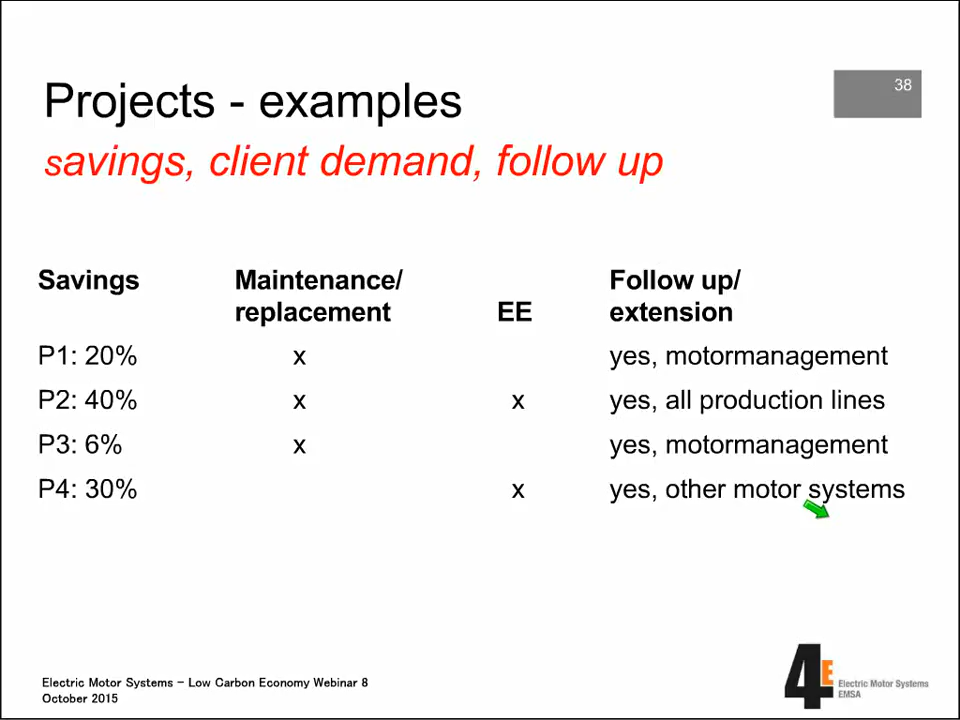 38
Projects - examples
savings, client demand, follow up
Savings Maintenance/ replacement EE Follow up/ extension
P1: 20% x yes, motormanagement
P2: 40% x x yes, all production lines
P3: 6% x yes, motormanagement
P4: 30% x yes, other motor systems
Electric Motor Systems – Low Carbon Economy Webinar 8
October 2015
4E Electric Motor Systems
EMSA